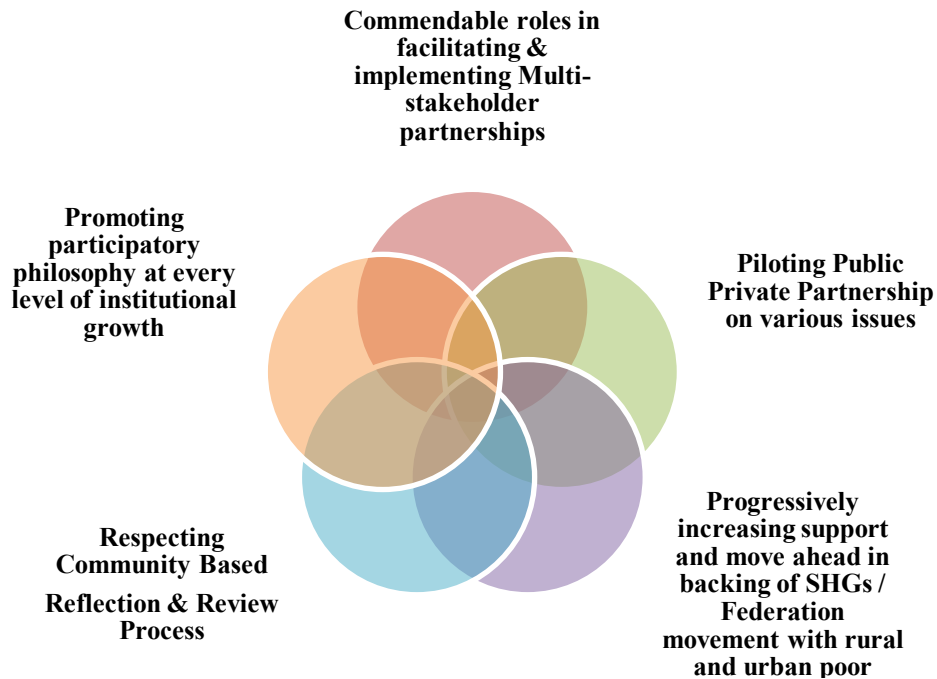 Commendable roles in
facilitating &
implementing Multi-
stakeholder
partnerships
Piloting Public
Private Partnership
on various issues
Progressively
increasing support
and move ahead in
backing of SHGs /
Federation
movement with rural
and urban poor
Respecting
Community Based
Reflection & Review
Process
Promoting
participatory
philosophy at every
level of institutional
growth